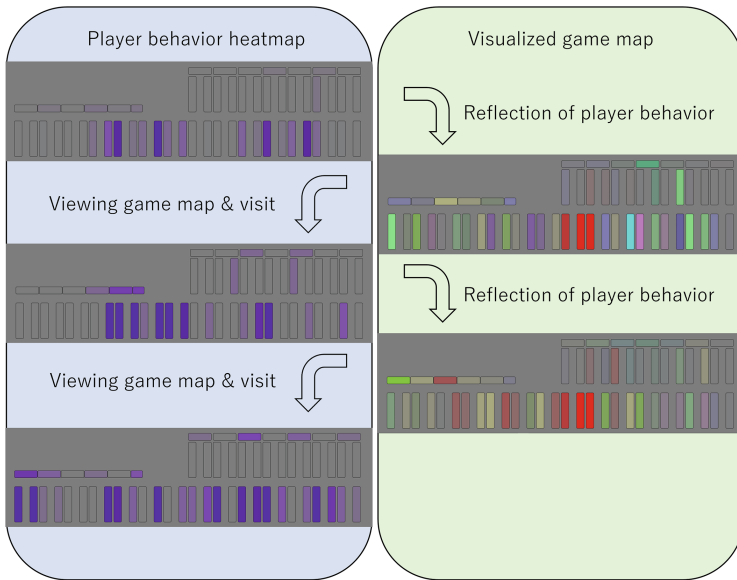 Player behavior heatmap
Viewing game map & visit
Viewing game map & visit
Visualized game map
Reflection of player behavior
Reflection of player behavior